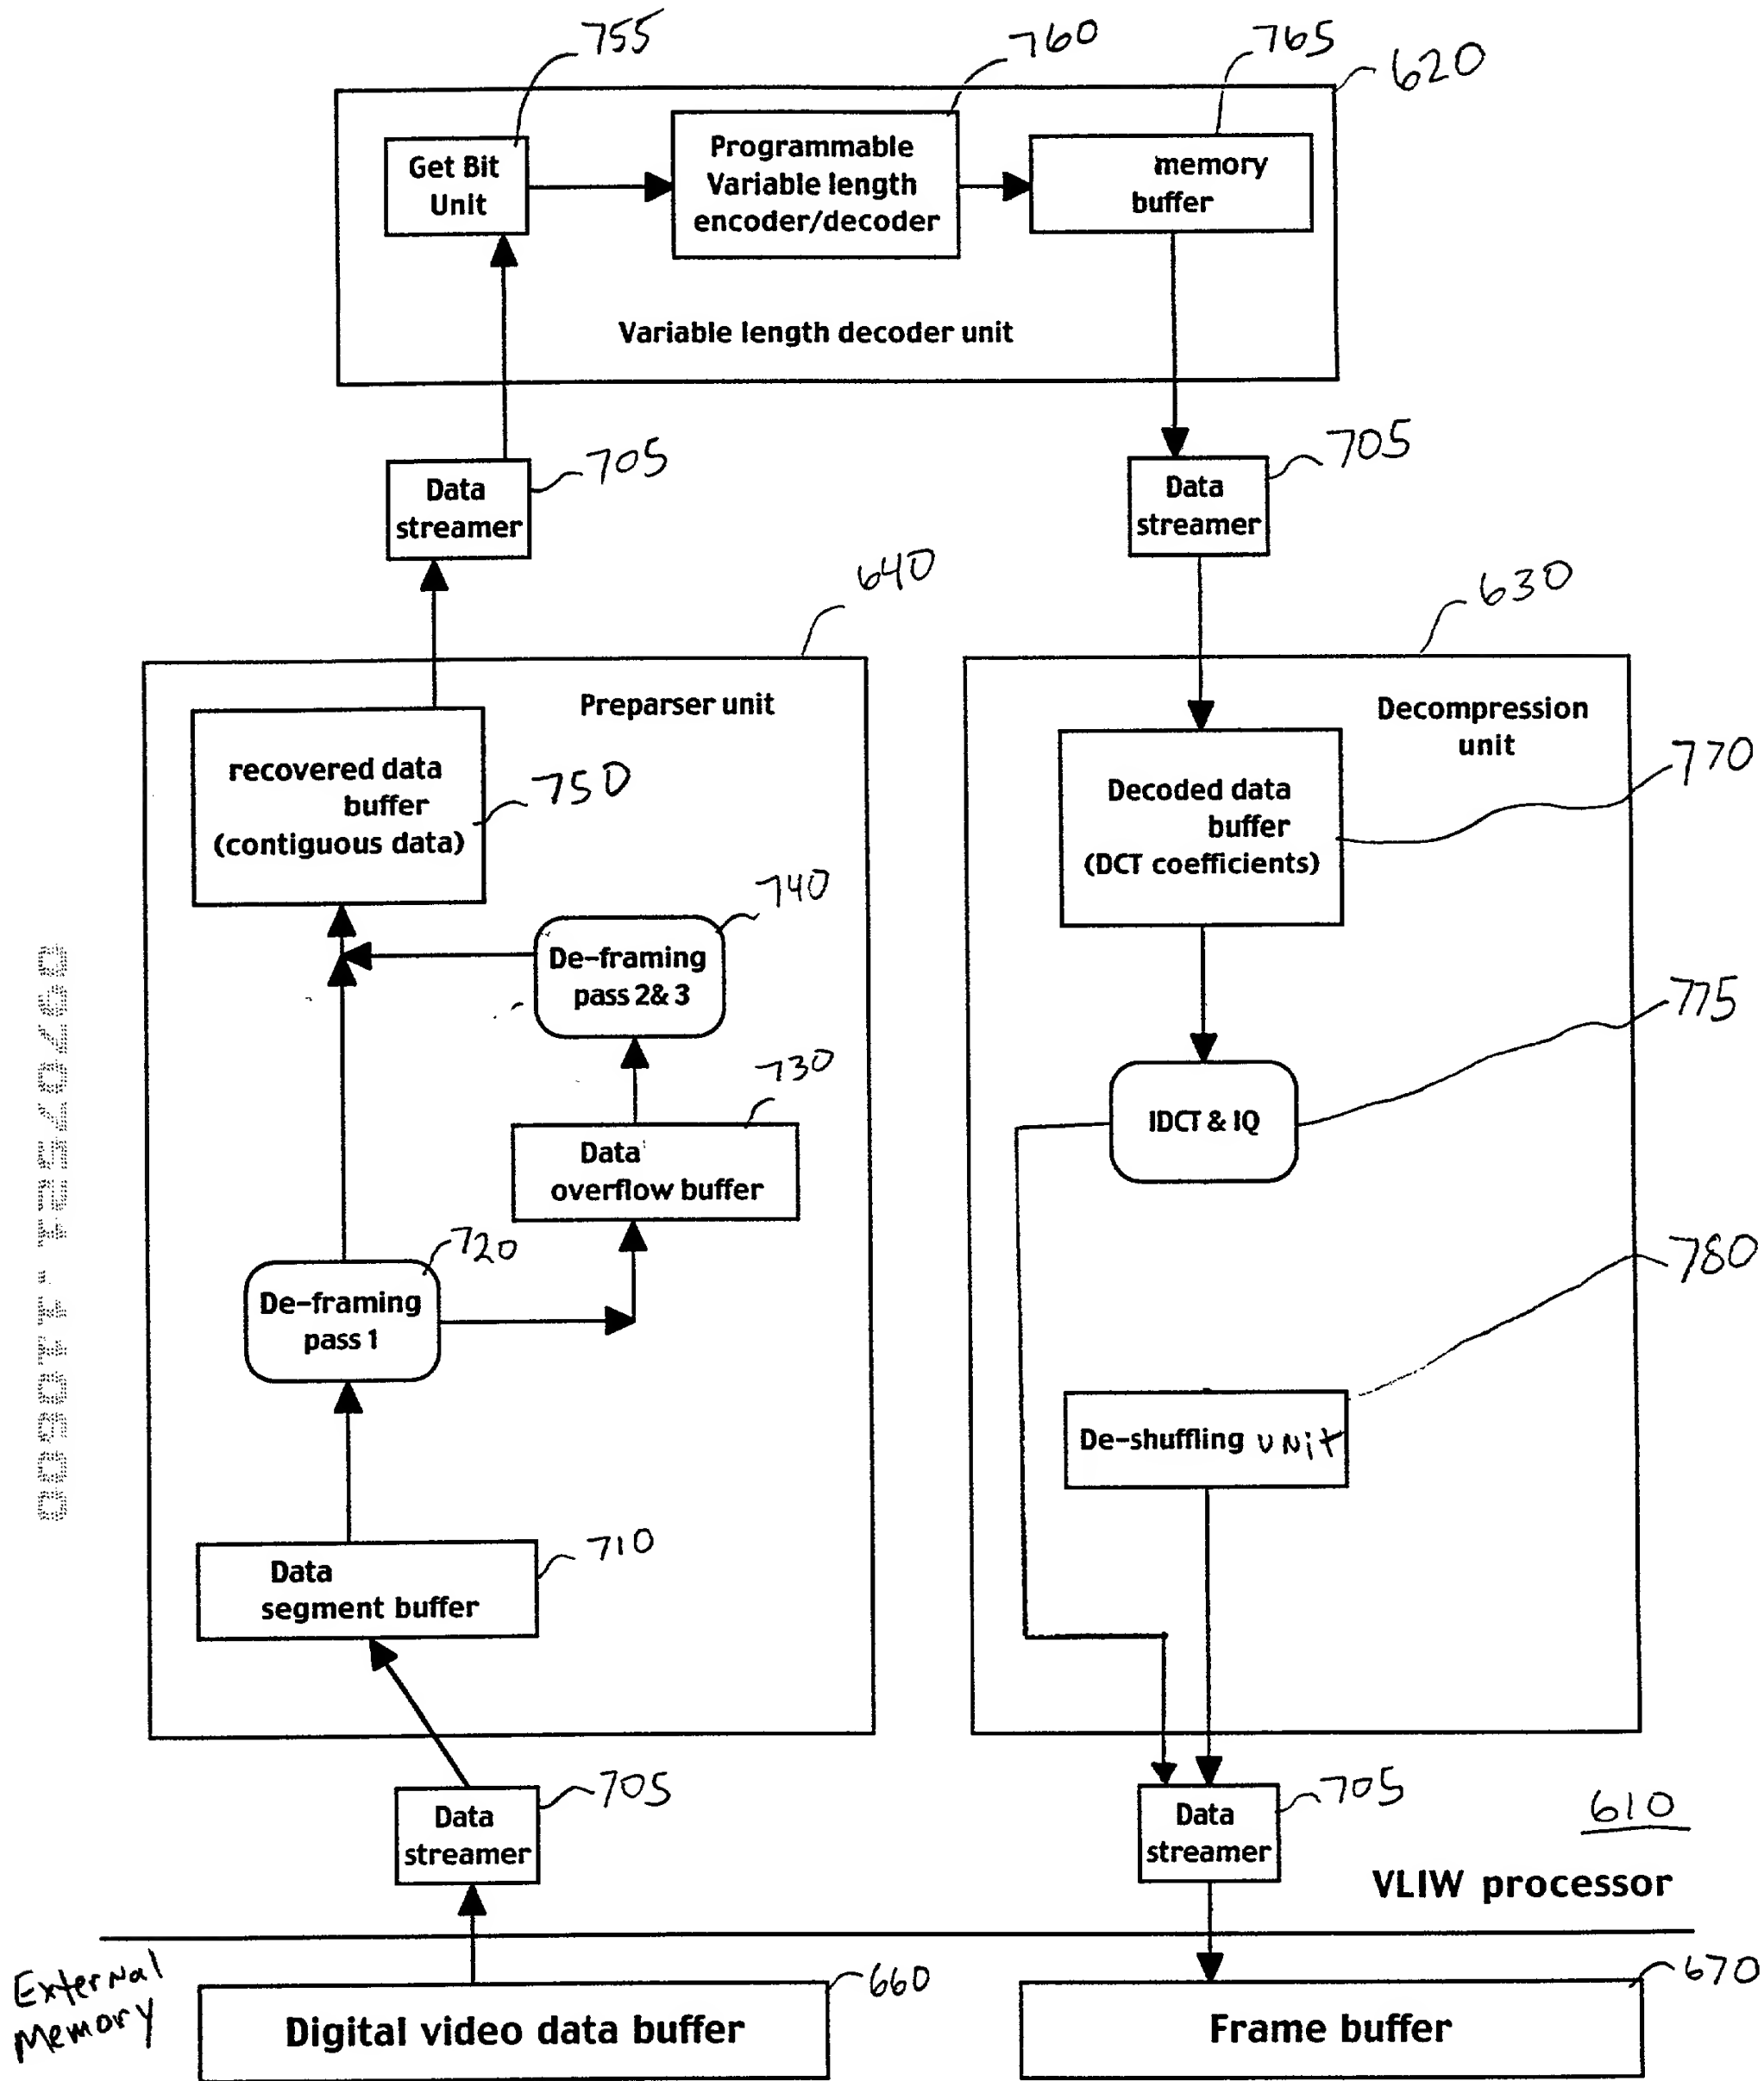 755
760
765
620
Get Bit
Unit
Programmable
Variable length
encoder/decoder
memory
buffer
Variable length decoder unit
705
Data
streamer
705
Data
streamer
640
630
Preparser unit
Decompression
unit
recovered data
buffer
(contiguous data)
750
Decoded data
buffer
(DCT coefficients)
770
740
De-framing
pass 2& 3
775
730
IDCT & IQ
Data
overflow buffer
720
De-framing
pass 1
780
De-shuffling UNit
710
Data
segment buffer
705
Data
streamer
705
Data
streamer
610
VLIW processor
External
Memory
660
Digital video data buffer
670
Frame buffer